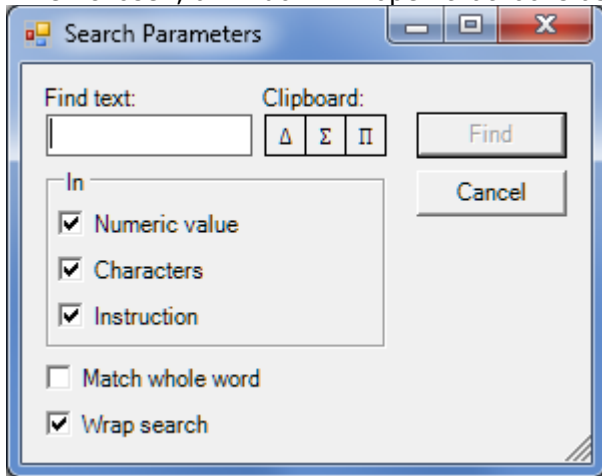 Search Parameters
Find text: Clipboard:
Δ Σ Π Find
In Cancel
Numeric value
Characters
Instruction
Match whole word
Wrap search